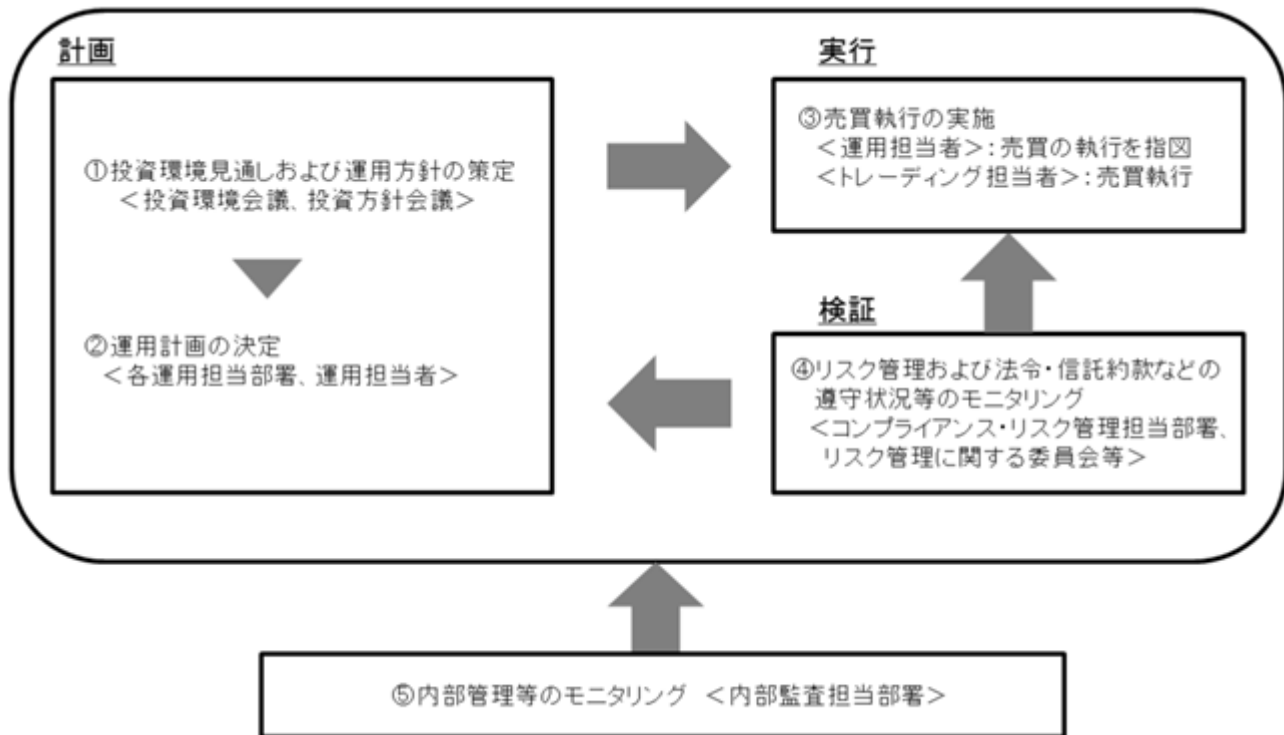 計画
①投資環境見通しおよび運用方針の策定
＜投資環境会議、投資方針会議＞
②運用計画の決定
＜各運用担当部署、運用担当者＞
実行
③売買執行の実施
＜運用担当者＞:売買の執行を指図
＜トレーディング担当者＞:売買執行
検証
④リスク管理および法令・信託約款などの
遵守状況等のモニタリング
＜コンプライアンス・リスク管理担当部署、
リスク管理に関する委員会等＞
⑤内部管理等のモニタリング ＜内部監査担当部署＞